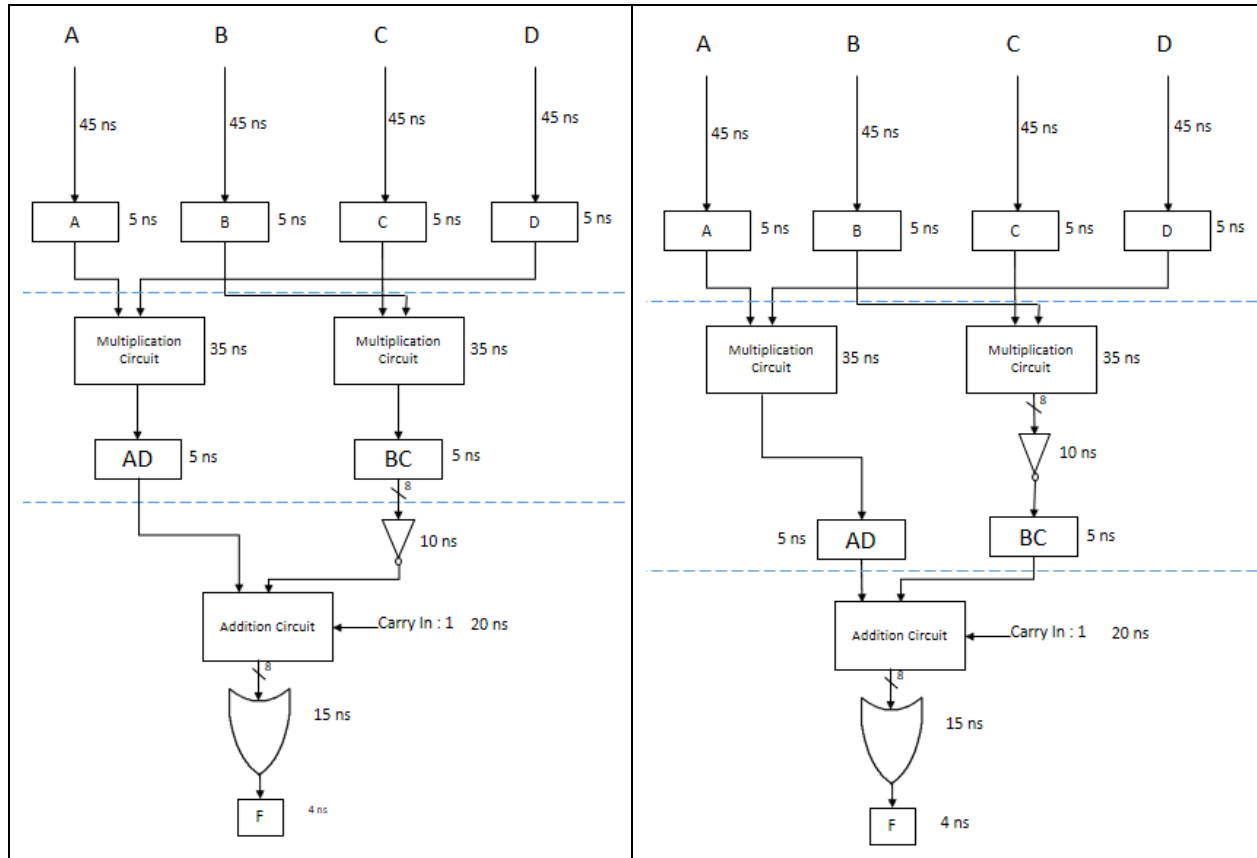 A B C D
45 ns 45 ns 45 ns 45 ns
A 5 ns B 5 ns C 5 ns D 5 ns
Multiplication
Circuit
35 ns
Multiplication
Circuit
35 ns
AD 5 ns BC 5 ns
8
10 ns
Addition Circuit Carry In : 1 20 ns
8
15 ns
F 4 ns
A B C D
45 ns 45 ns 45 ns 45 ns
A 5 ns B 5 ns C 5 ns D 5 ns
Multiplication
Circuit
35 ns
Multiplication
Circuit
35 ns
8
10 ns
5 ns AD BC 5 ns
Addition Circuit Carry In : 1 20 ns
8
15 ns
F 4 ns